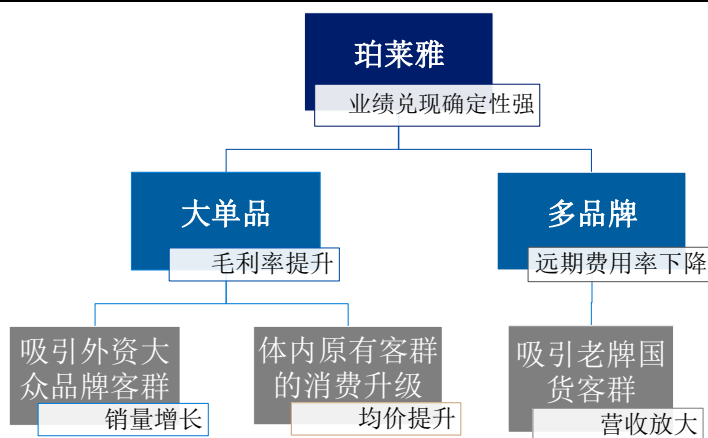 珀莱雅
业绩兑现确定性强
大单品
毛利率提升
多品牌
远期费用率下降
吸引外资大
众品牌客群
销量增长
体内原有客群
的消费升级
均价提升
吸引老牌国
货客群
营收放大